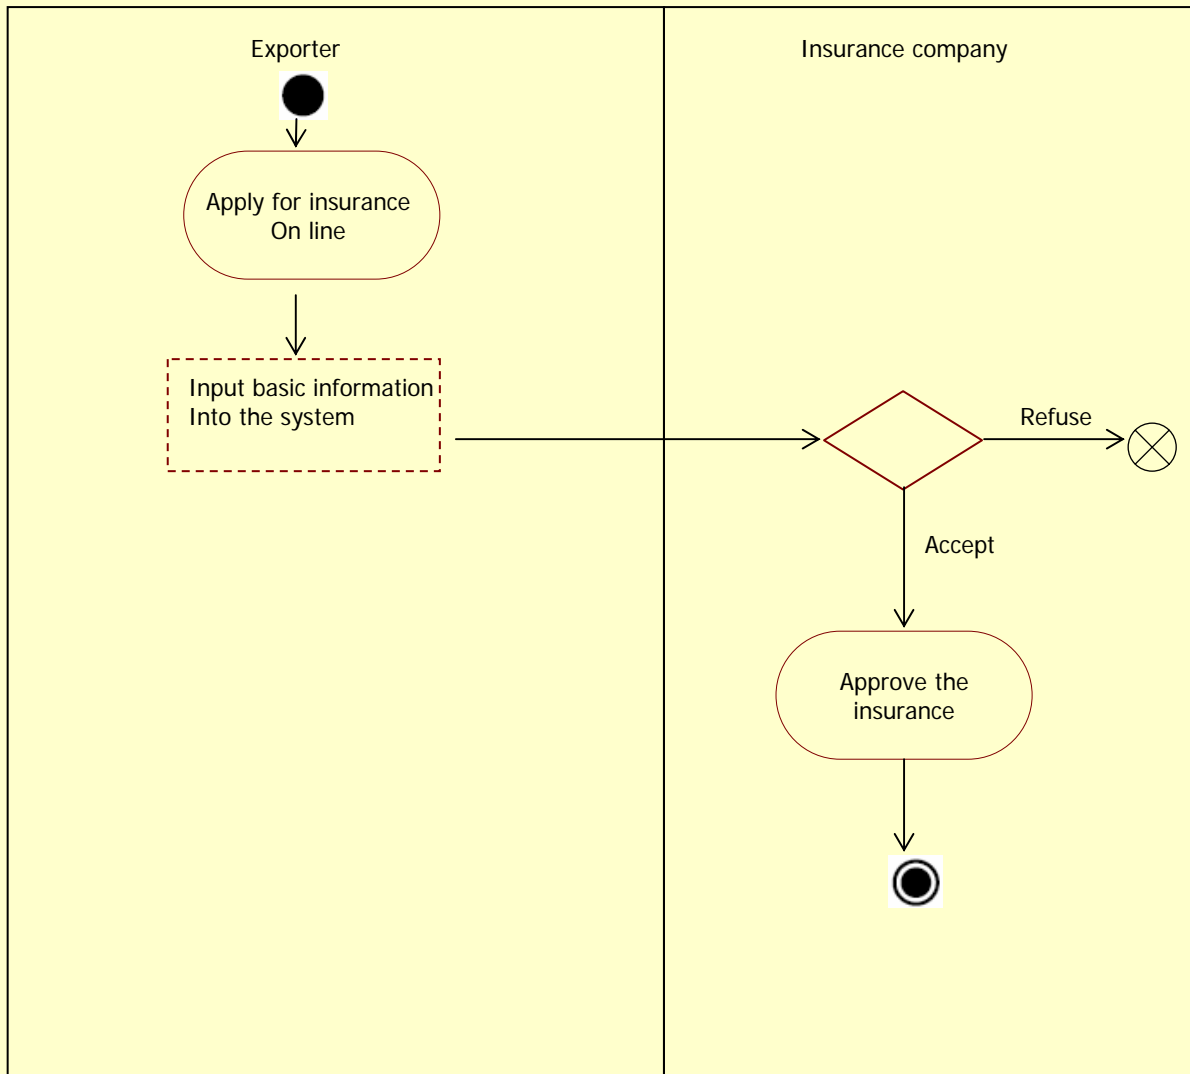 Exporter
Insurance company
Apply for insurance
On line
Input basic information
Into the system
Refuse
Accept
Approve the
insurance